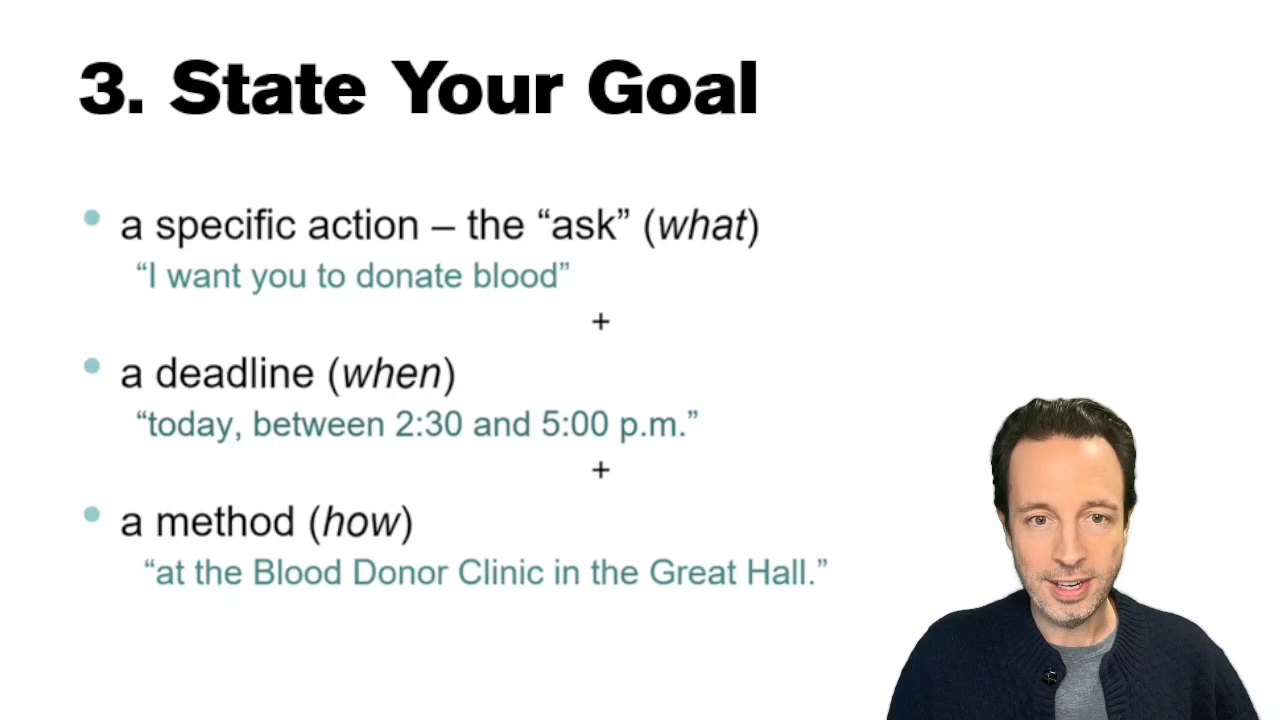 3. State Your Goal
• a specific action – the “ask” (what)
“I want you to donate blood”
+
• a deadline (when)
“today, between 2:30 and 5:00 p.m.”
+
• a method (how)
“at the Blood Donor Clinic in the Great Hall.”